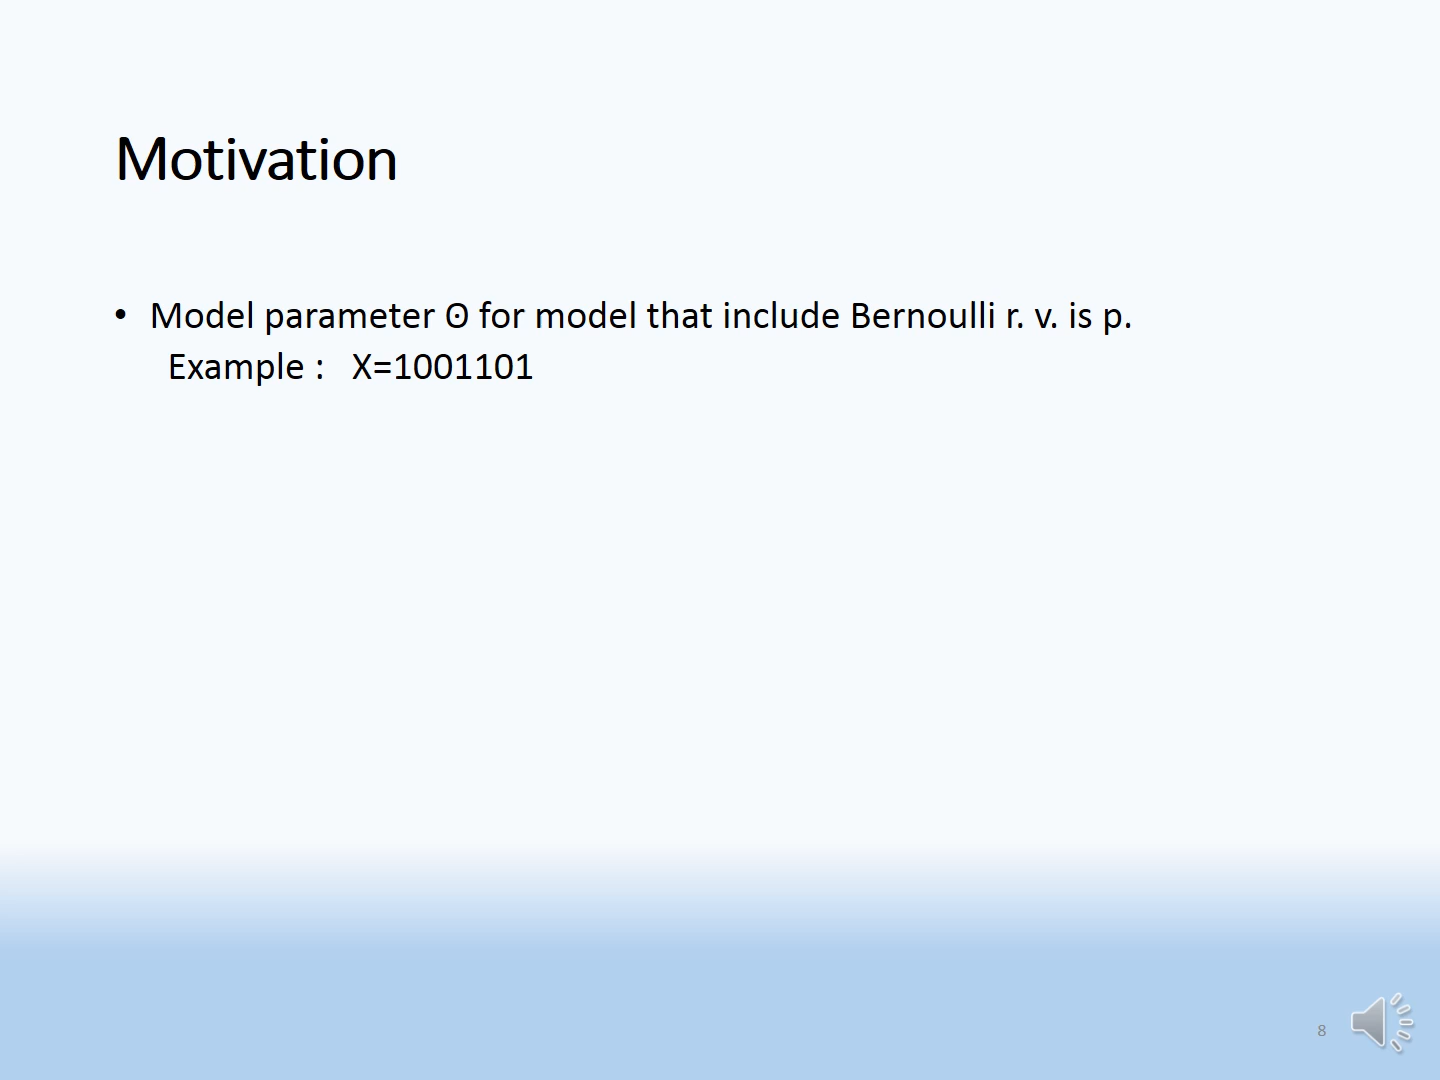 Motivation
• Model parameter ʘ for model that include Bernoulli r. v. is p.
Example : X=1001101
8